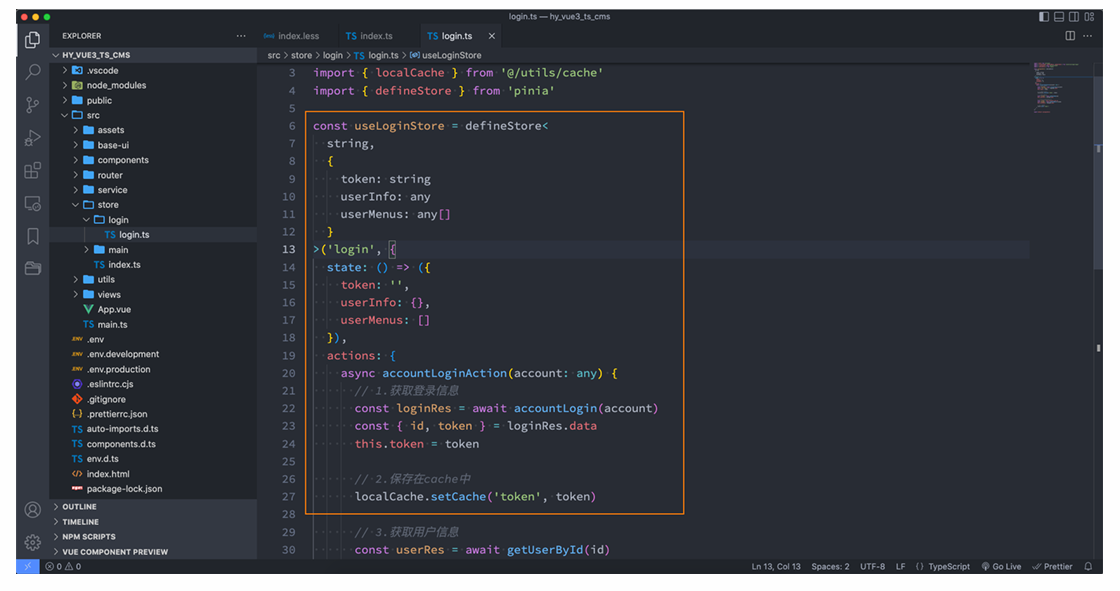 login.ts — hy_vue3_ts_cms
EXPLORER
HY_VUE3_TS_CMS
.vscode
node_modules
public
src
assets
base-ui
components
router
service
store
login
TS login.ts
main
TS index.ts
utils
views
App.vue
TS main.ts
.env
.env.development
.env.production
.eslintrc.cjs
.gitignore
.prettierrc.json
TS auto-imports.d.ts
TS components.d.ts
TS env.d.ts
index.html
package-lock.json
OUTLINE
TIMELINE
NPM SCRIPTS
VUE COMPONENT PREVIEW
index.less
TS index.ts
TS login.ts
src > store > login > TS login.ts > useLoginStore
3 import { localCache } from '@/utils/cache'
4 import { defineStore } from 'pinia'
5
6 const useLoginStore = defineStore<
7 string,
8 {
9 token: string
10 userInfo: any
11 userMenus: any[]
12 }
13 >('login', {
14 state: () => ({
15 token: '',
16 userInfo: {},
17 userMenus: []
18 }),
19 actions: {
20 async accountLoginAction(account: any) {
21 // 1.获取登录信息
22 const loginRes = await accountLogin(account)
23 const { id, token } = loginRes.data
24 this.token = token
25
26 // 2.保存在cache中
27 localCache.setCache('token', token)
28
29 // 3.获取用户信息
30 const userRes = await getUserById(id)
0 0
Ln 13, Col 13 Spaces: 2 UTF-8 LF {} TypeScript Go Live Prettier